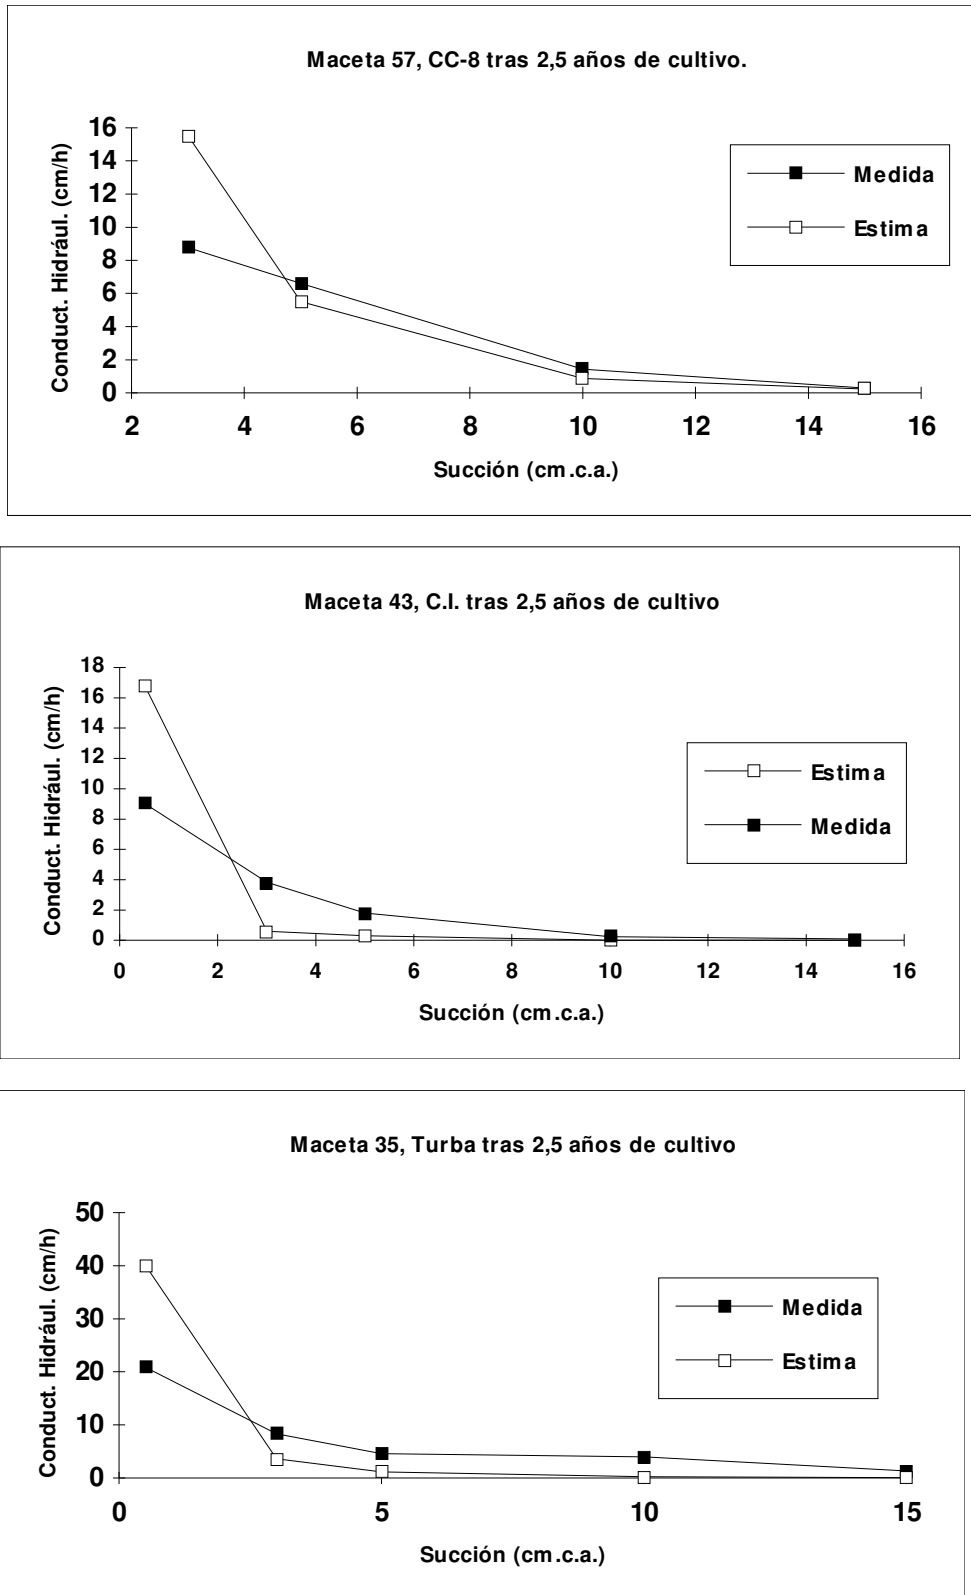 Maceta 57, CC-8 tras 2,5 años de cultivo.
Conduct. Hidrául. (cm/h)
16
14
12
10
8
6
4
2
0
2 4 6 8 10 12 14 16
Succión (cm.c.a.)
Medida
Estima
Maceta 43, C.I. tras 2,5 años de cultivo
Conduct. Hidrául. (cm/h)
18
16
14
12
10
8
6
4
2
0
0 2 4 6 8 10 12 14 16
Succión (cm.c.a.)
Estima
Medida
Maceta 35, Turba tras 2,5 años de cultivo
Conduct. Hidrául. (cm/h)
50
40
30
20
10
0
0 5 10 15
Succión (cm.c.a.)
Medida
Estima